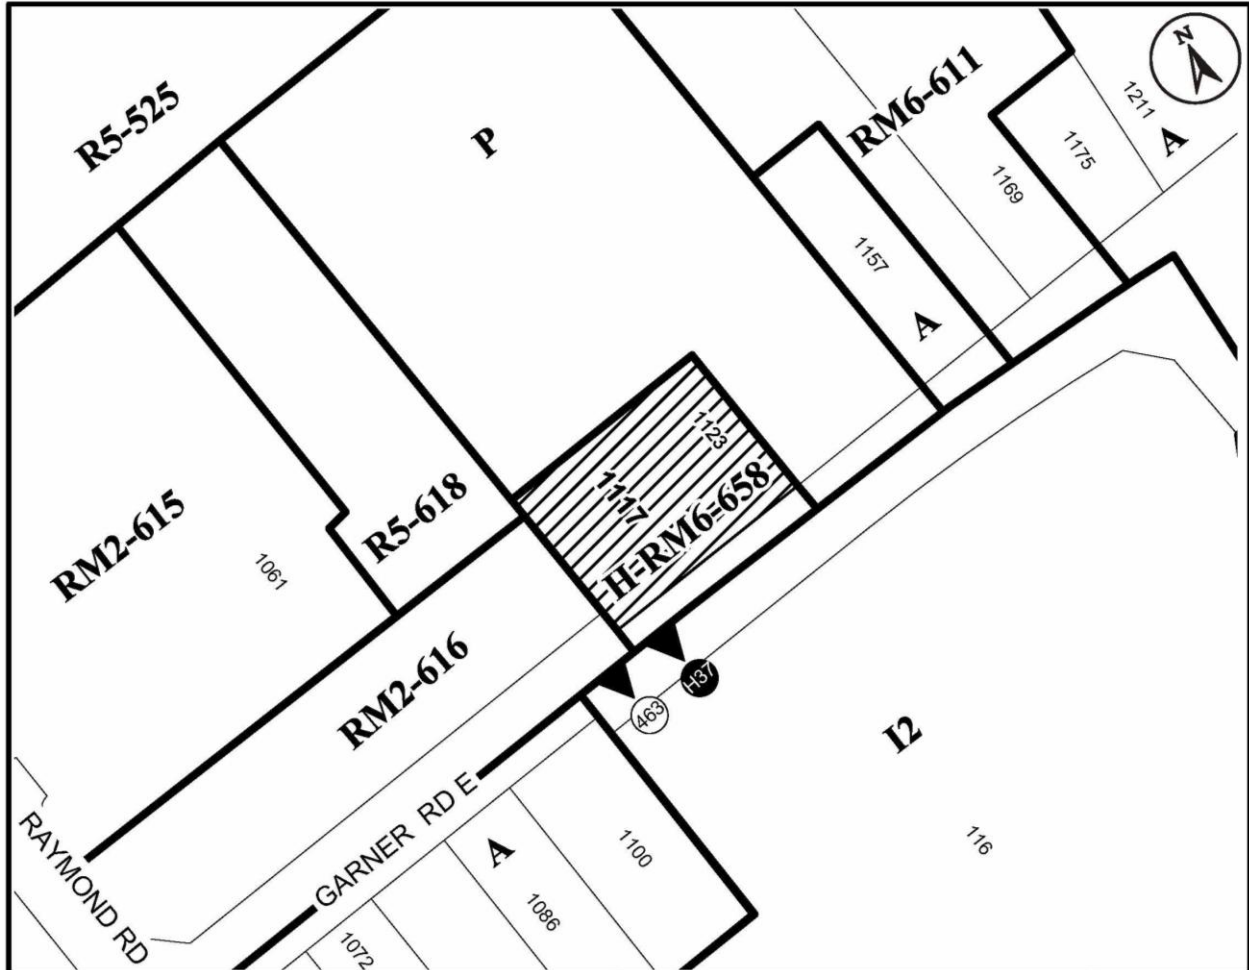 N
RM6-611
1211
R5-525
P
1175
A
1169
1157
A
1123
1117
H-RM6-658
R5-618
RM2-615
1061
RM2-616
H37
463
I2
GARNER RD E
RAYMOND RD
A
1100
116
1086
1072